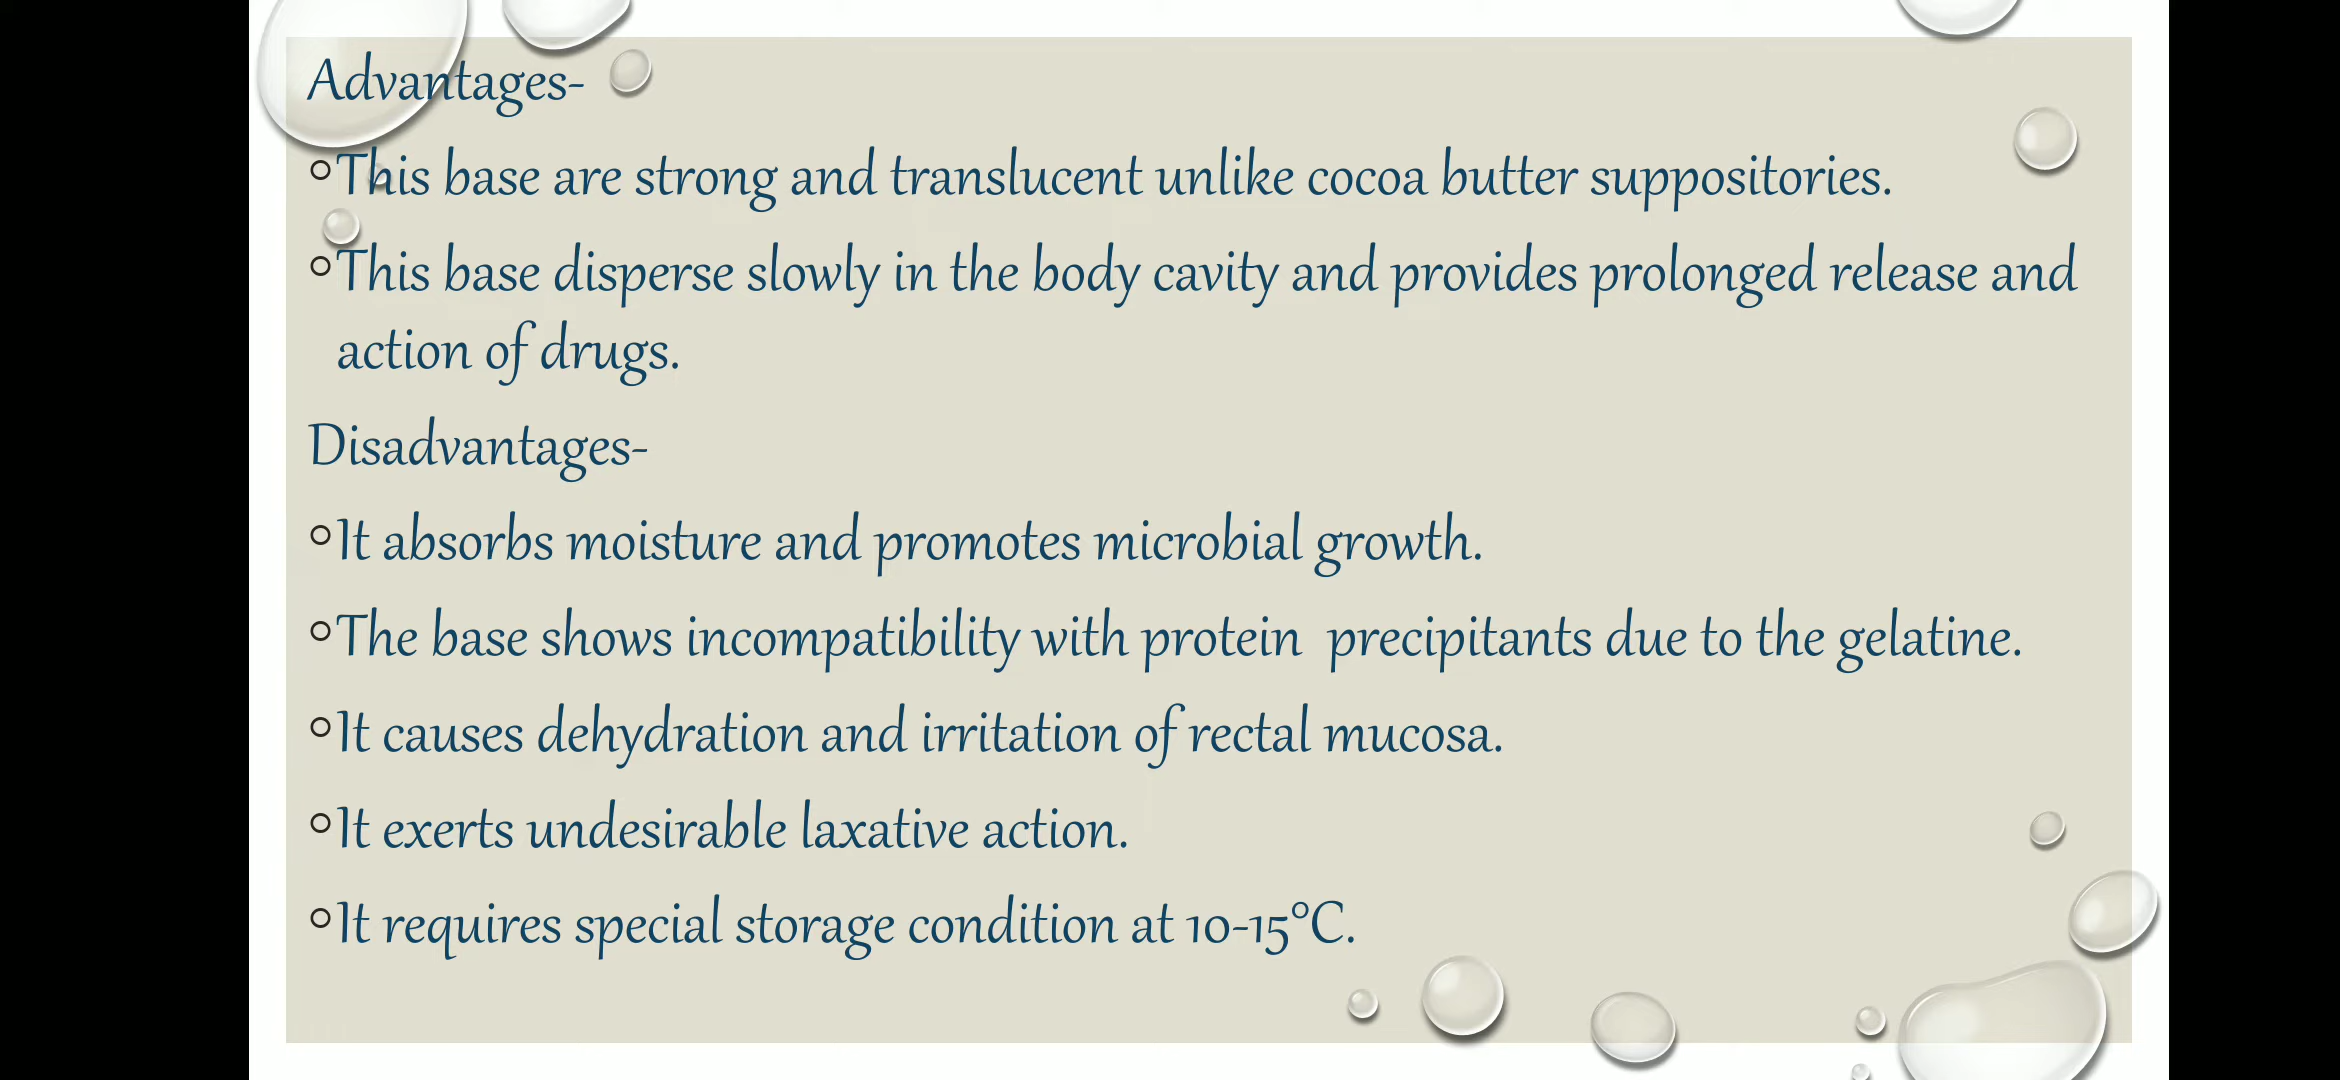 Advantages-
°This base are strong and translucent unlike cocoa butter suppositories.
°This base disperse slowly in the body cavity and provides prolonged release and
action of drugs.
Disadvantages-
°It absorbs moisture and promotes microbial growth.
°The base shows incompatibility with protein  precipitants due to the gelatine.
°It causes dehydration and irritation of rectal mucosa.
°It exerts undesirable laxative action.
°It requires special storage condition at 10-15°C.